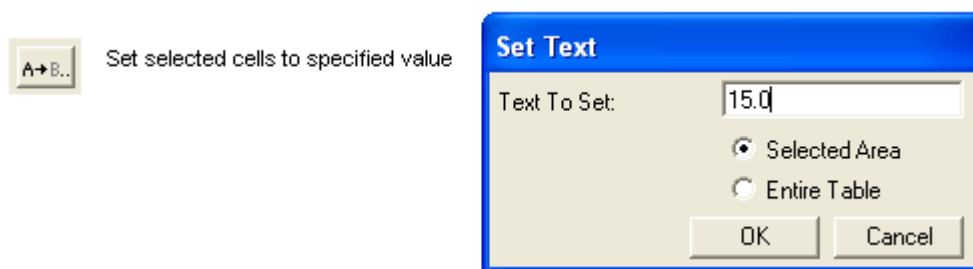 A→B..
Set selected cells to specified value
Set Text
Text To Set:
15.0
Selected Area
Entire Table
OK
Cancel